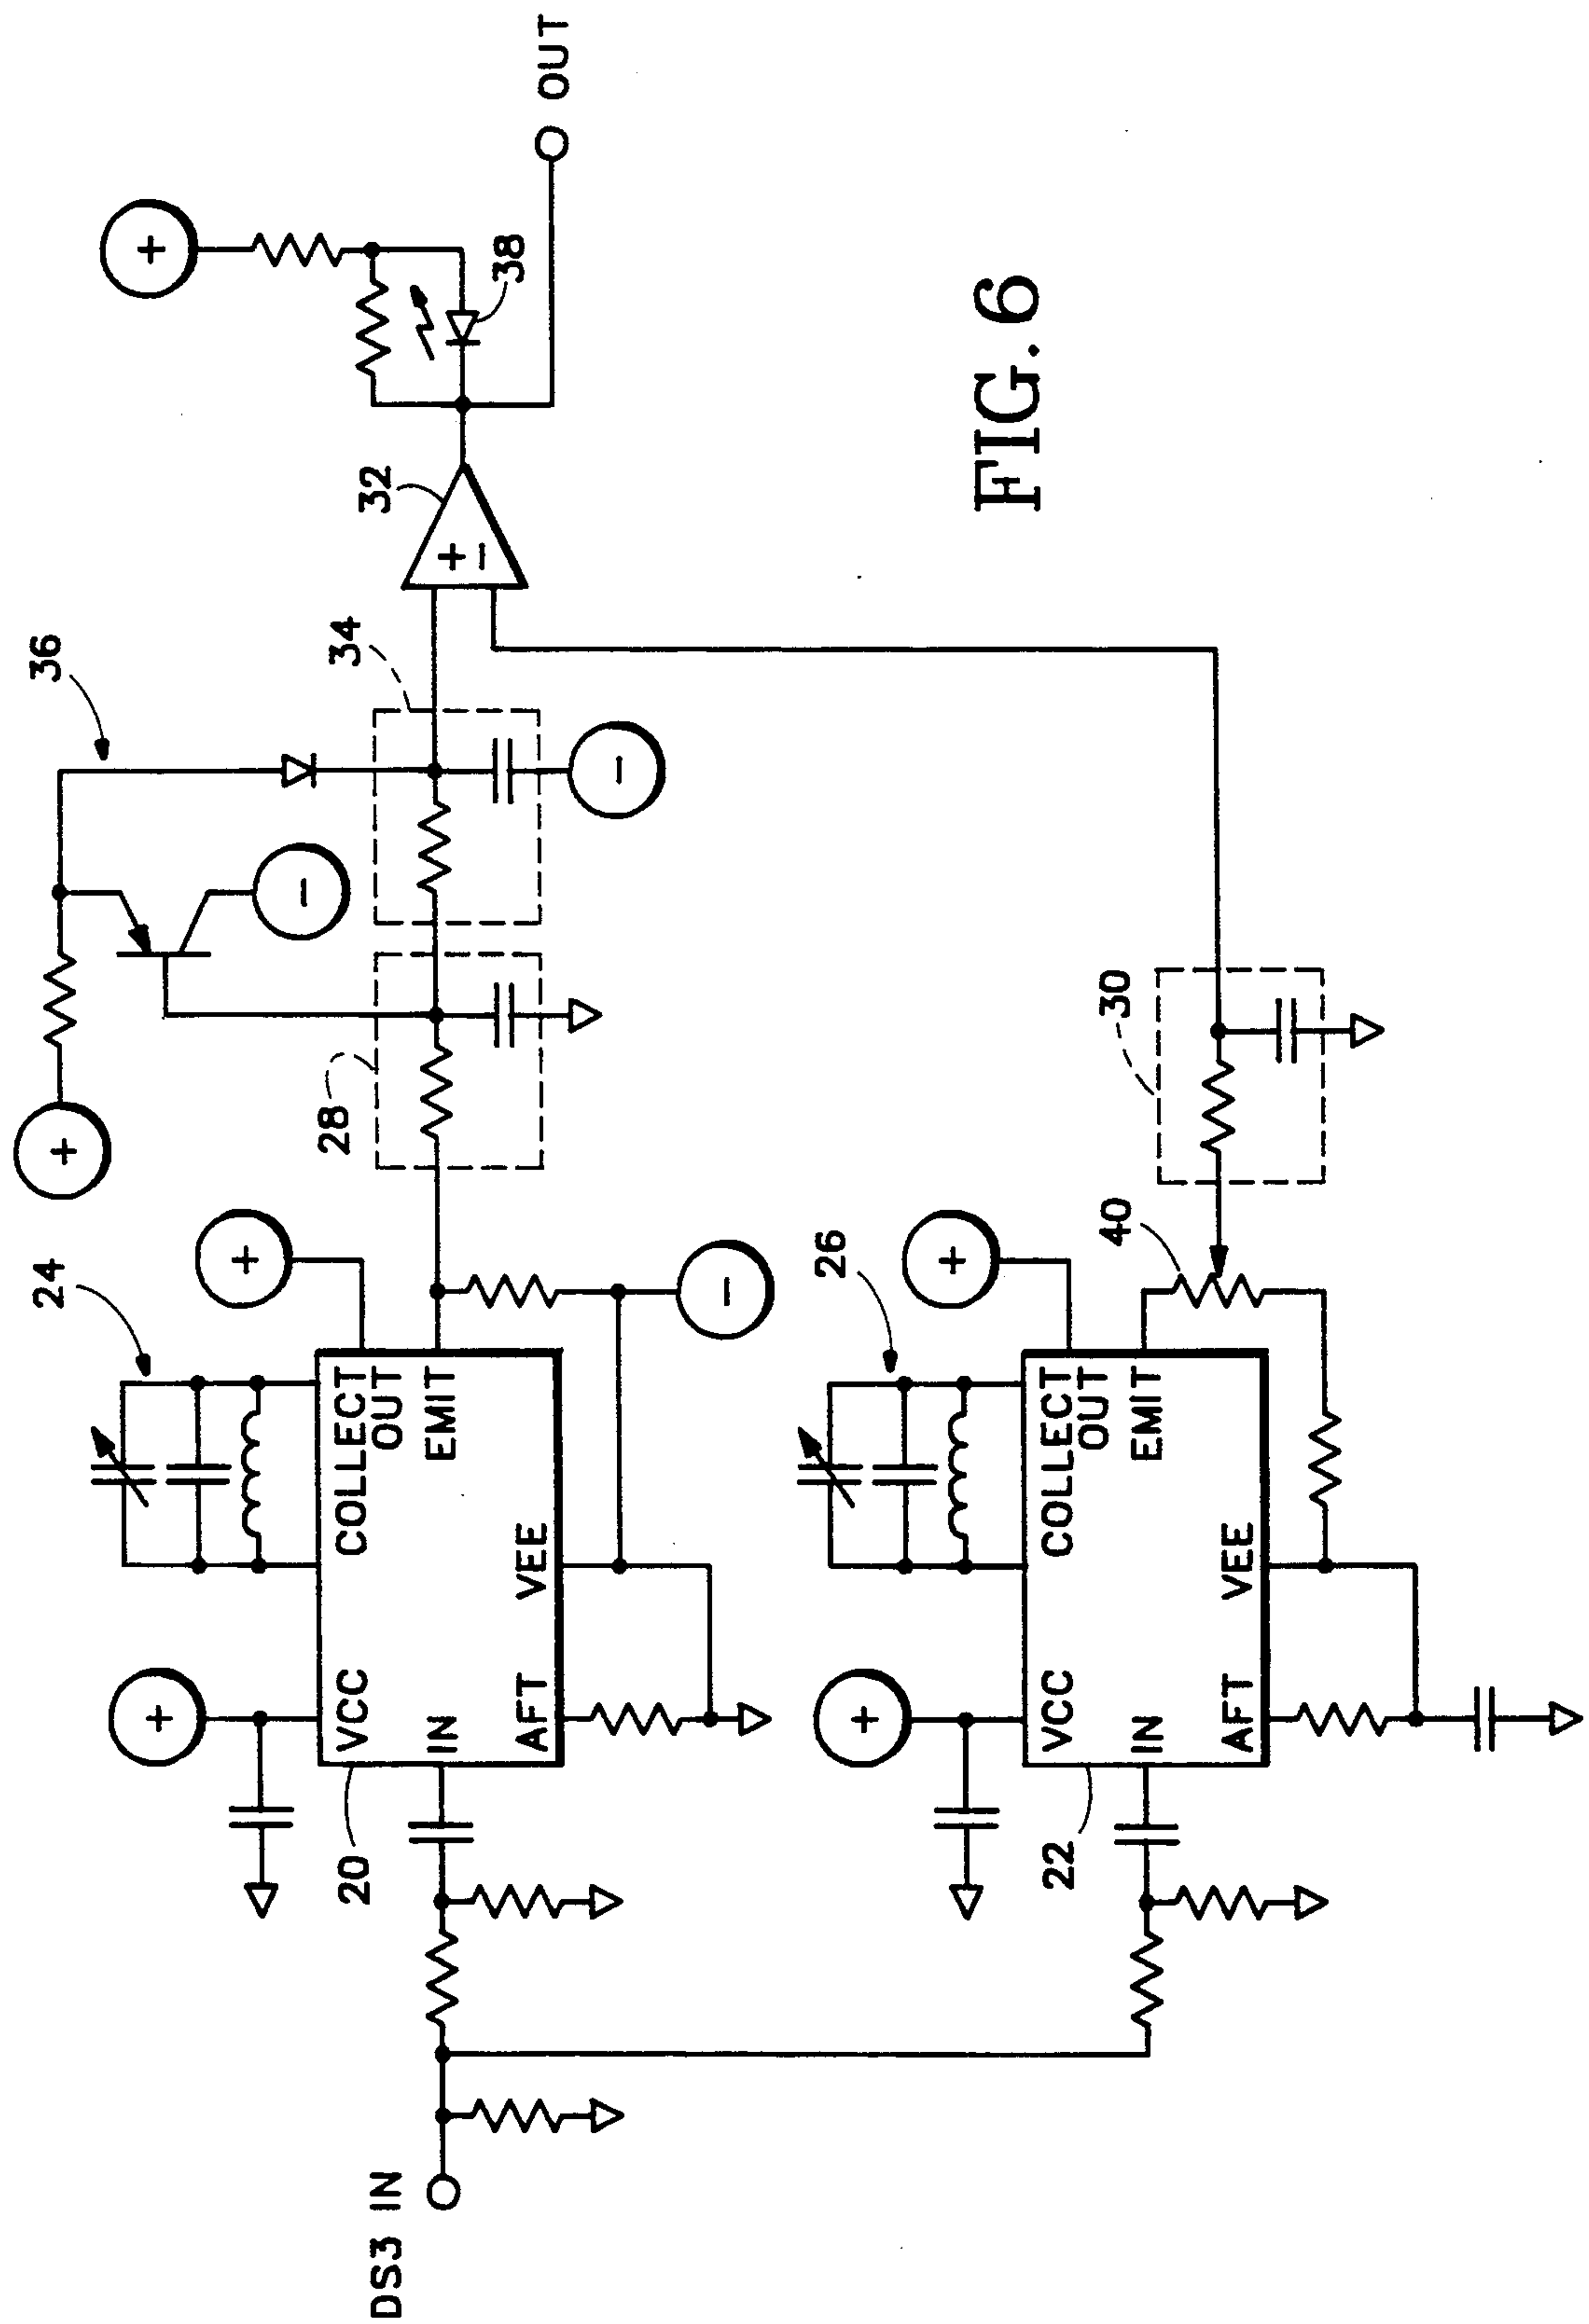 DS3 IN
20
VCC
IN
AFT
COLLECT
OUT
EMIT
VEE
24
+
+
−
28
34
+
−
−
36
32
+
−
+
38
OUT
22
VCC
IN
AFT
COLLECT
OUT
EMIT
VEE
26
+
+
40
30
FIG. 6